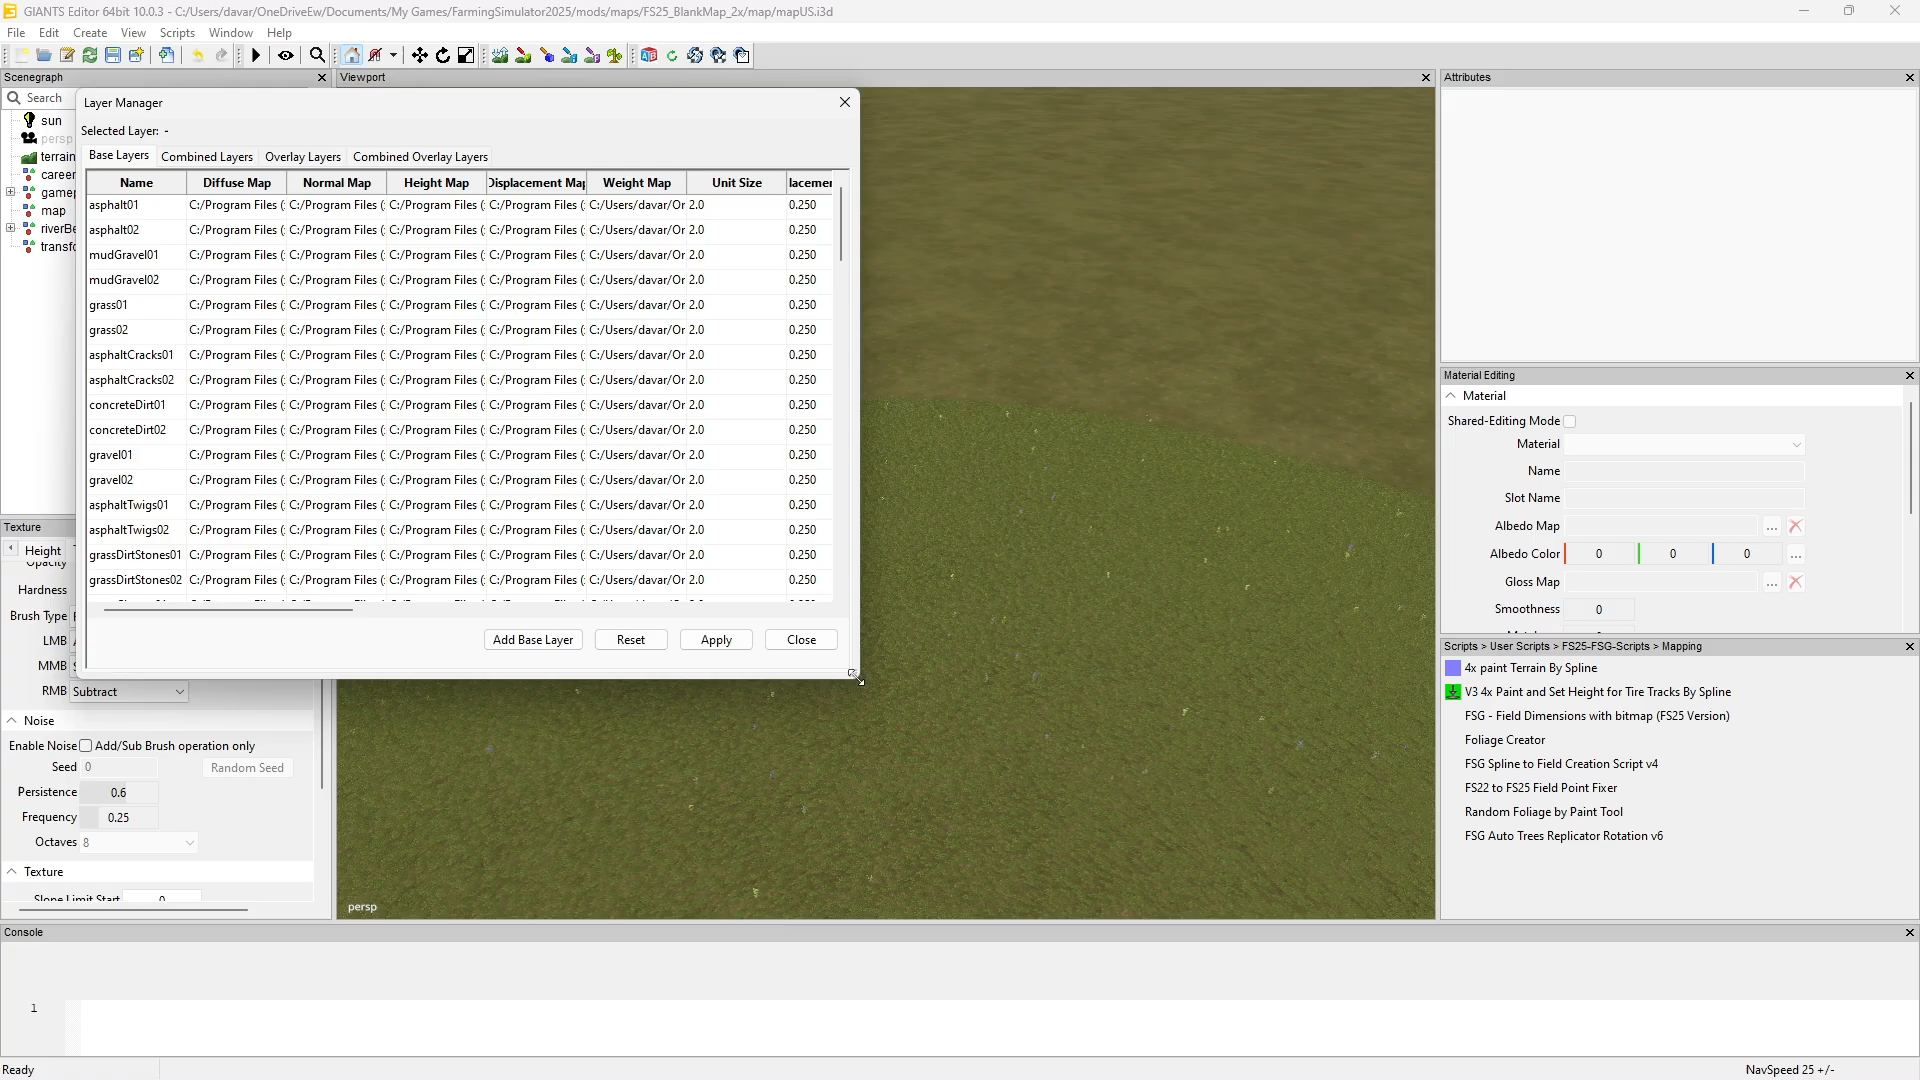 GIANTS Editor 64bit 10.0.3 - C:/Users/davar/OneDriveEw/Documents/My Games/FarmingSimulator2025/mods/maps/FS25_BlankMap_2x/map/mapUS.i3d
File Edit Create View Scripts Window Help
Scenegraph
Viewport
Attributes
Search
sun
persp
terrain
career
gamep
map
riverBe
transfo
Layer Manager
Selected Layer: -
Base Layers Combined Layers Overlay Layers Combined Overlay Layers
Name Diffuse Map Normal Map Height Map Displacement Map Weight Map Unit Size lacemen
asphalt01 C:/Program Files (: C:/Program Files (: C:/Program Files (: C:/Program Files (: C:/Users/davar/Or 2.0 0.250
asphalt02 C:/Program Files (: C:/Program Files (: C:/Program Files (: C:/Program Files (: C:/Users/davar/Or 2.0 0.250
mudGravel01 C:/Program Files (: C:/Program Files (: C:/Program Files (: C:/Program Files (: C:/Users/davar/Or 2.0 0.250
mudGravel02 C:/Program Files (: C:/Program Files (: C:/Program Files (: C:/Program Files (: C:/Users/davar/Or 2.0 0.250
grass01 C:/Program Files (: C:/Program Files (: C:/Program Files (: C:/Program Files (: C:/Users/davar/Or 2.0 0.250
grass02 C:/Program Files (: C:/Program Files (: C:/Program Files (: C:/Program Files (: C:/Users/davar/Or 2.0 0.250
asphaltCracks01 C:/Program Files (: C:/Program Files (: C:/Program Files (: C:/Program Files (: C:/Users/davar/Or 2.0 0.250
asphaltCracks02 C:/Program Files (: C:/Program Files (: C:/Program Files (: C:/Program Files (: C:/Users/davar/Or 2.0 0.250
concreteDirt01 C:/Program Files (: C:/Program Files (: C:/Program Files (: C:/Program Files (: C:/Users/davar/Or 2.0 0.250
concreteDirt02 C:/Program Files (: C:/Program Files (: C:/Program Files (: C:/Program Files (: C:/Users/davar/Or 2.0 0.250
gravel01 C:/Program Files (: C:/Program Files (: C:/Program Files (: C:/Program Files (: C:/Users/davar/Or 2.0 0.250
gravel02 C:/Program Files (: C:/Program Files (: C:/Program Files (: C:/Program Files (: C:/Users/davar/Or 2.0 0.250
asphaltTwigs01 C:/Program Files (: C:/Program Files (: C:/Program Files (: C:/Program Files (: C:/Users/davar/Or 2.0 0.250
asphaltTwigs02 C:/Program Files (: C:/Program Files (: C:/Program Files (: C:/Program Files (: C:/Users/davar/Or 2.0 0.250
grassDirtStones01 C:/Program Files (: C:/Program Files (: C:/Program Files (: C:/Program Files (: C:/Users/davar/Or 2.0 0.250
grassDirtStones02 C:/Program Files (: C:/Program Files (: C:/Program Files (: C:/Program Files (: C:/Users/davar/Or 2.0 0.250
Add Base Layer Reset Apply Close
Texture
Height
Opacity
Hardness
Brush Type
LMB
MMB
RMB Subtract
Noise
Enable Noise Add/Sub Brush operation only
Seed 0 Random Seed
Persistence 0.6
Frequency 0.25
Octaves 8
Texture
Slope Limit Start 0
persp
Material Editing
Material
Shared-Editing Mode
Material
Name
Slot Name
Albedo Map ...
Albedo Color 0 0 0 ...
Gloss Map ...
Smoothness 0
Scripts > User Scripts > FS25-FSG-Scripts > Mapping
4x paint Terrain By Spline
V3 4x Paint and Set Height for Tire Tracks By Spline
FSG - Field Dimensions with bitmap (FS25 Version)
Foliage Creator
FSG Spline to Field Creation Script v4
FS22 to FS25 Field Point Fixer
Random Foliage by Paint Tool
FSG Auto Trees Replicator Rotation v6
Console
1
Ready
NavSpeed 25 +/-